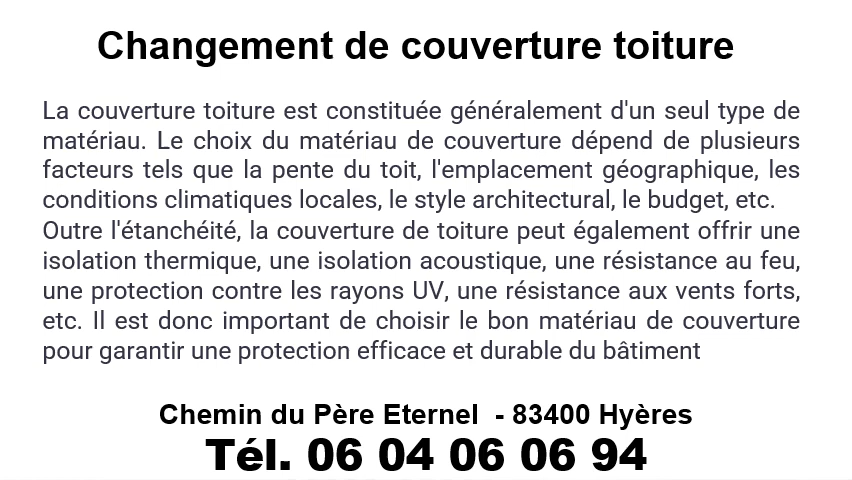 Changement de couverture toiture
La couverture toiture est constituée généralement d'un seul type de
matériau. Le choix du matériau de couverture dépend de plusieurs
facteurs tels que la pente du toit, l'emplacement géographique, les
conditions climatiques locales, le style architectural, le budget, etc.
Outre l'étanchéité, la couverture de toiture peut également offrir une
isolation thermique, une isolation acoustique, une résistance au feu,
une protection contre les rayons UV, une résistance aux vents forts,
etc. Il est donc important de choisir le bon matériau de couverture
pour garantir une protection efficace et durable du bâtiment
Chemin du Père Eternel - 83400 Hyères
Tél. 06 04 06 06 94